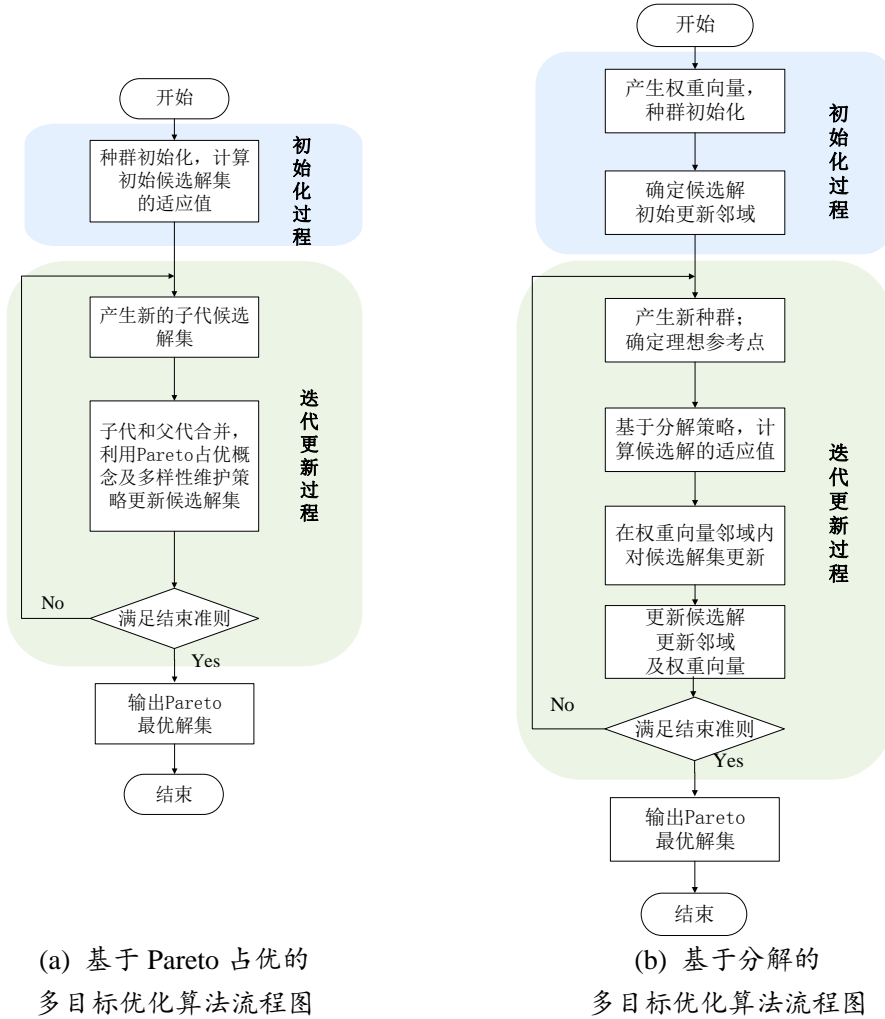 开始
种群初始化，计算
初始候选解集
的适应值
初始化过程
产生新的子代候选
解集
子代和父代合并，
利用Pareto占优概
念及多样性维护策
略更新候选解集
迭代更新过程
满足结束准则
No
Yes
输出Pareto
最优解集
结束
(a) 基于 Pareto 占优的
多目标优化算法流程图
开始
产生权重向量，
种群初始化
确定候选解
初始更新邻域
初始化过程
产生新种群；
确定理想参考点
基于分解策略，计
算候选解的适应值
在权重向量邻域内
对候选解集更新
更新候选解
更新邻域
及权重向量
迭代更新过程
满足结束准则
No
Yes
输出Pareto
最优解集
结束
(b) 基于分解的
多目标优化算法流程图